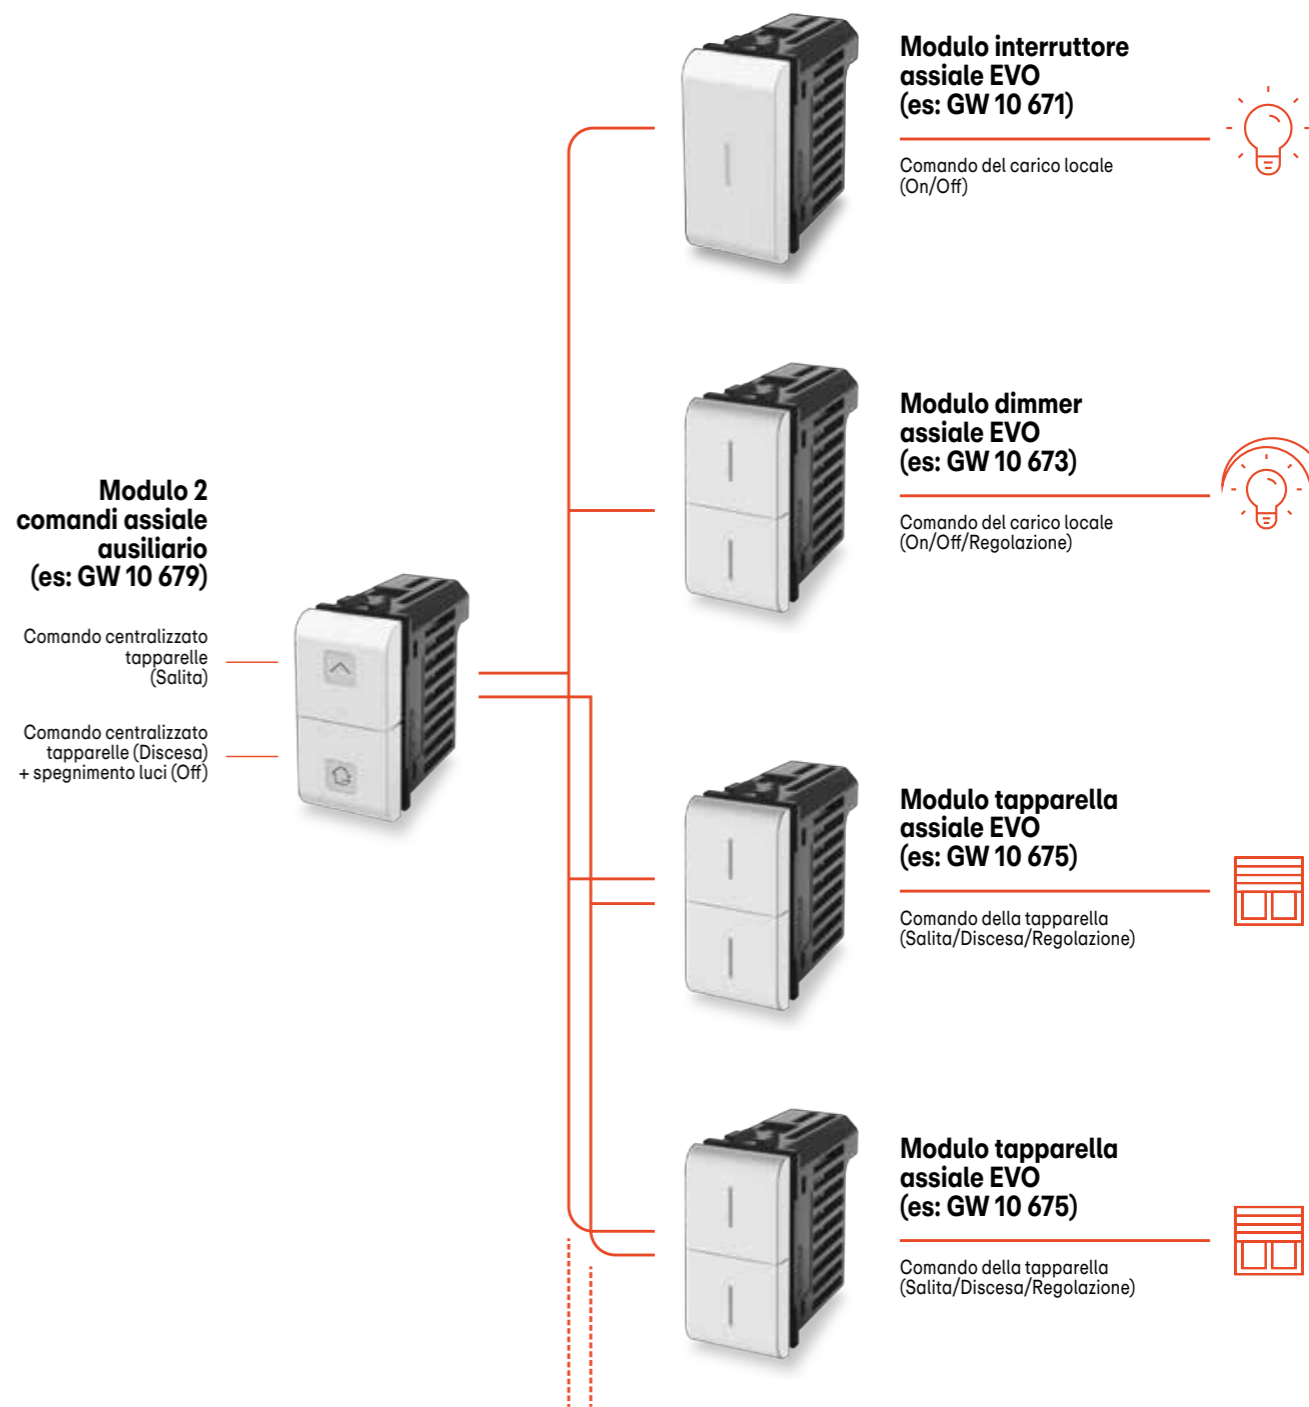 Modulo interruttore
assiale EVO
(es: GW 10 671)
Comando del carico locale
(On/Off)
Modulo dimmer
assiale EVO
(es: GW 10 673)
Comando del carico locale
(On/Off/Regolazione)
Modulo 2
comandi assiale
ausiliario
(es: GW 10 679)
Comando centralizzato
tapparelle
(Salita)
Comando centralizzato
tapparelle (Discesa)
+ spegnimento luci (Off)
Modulo tapparella
assiale EVO
(es: GW 10 675)
Comando della tapparella
(Salita/Discesa/Regolazione)
Modulo tapparella
assiale EVO
(es: GW 10 675)
Comando della tapparella
(Salita/Discesa/Regolazione)